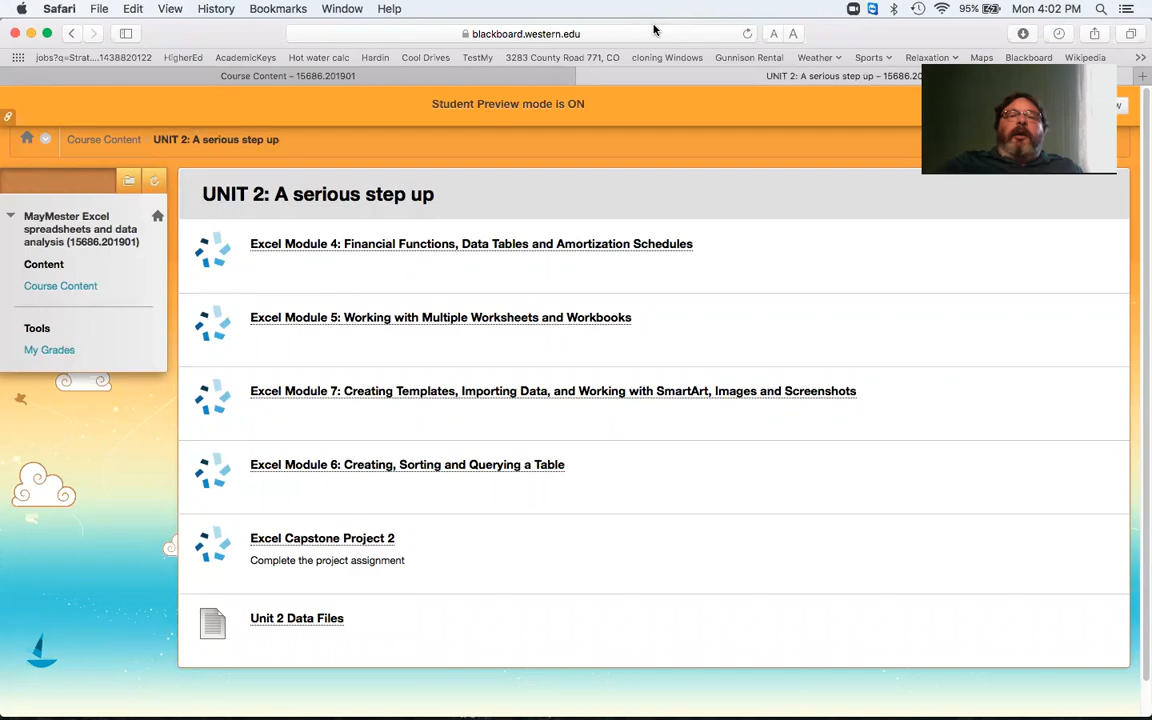 Safari File Edit View History Bookmarks Window Help 95% Mon 4:02 PM
blackboard.western.edu A A
jobs?q=Strat....1438820122 HigherEd AcademicKeys Hot water calc Hardin Cool Drives TestMy 3283 County Road 771, CO cloning Windows Gunnison Rental Weather Sports Relaxation Maps Blackboard Wikipedia
Course Content – 15686.201901 UNIT 2: A serious step up – 15686.20
Student Preview mode is ON
Course Content UNIT 2: A serious step up
MayMester Excel
spreadsheets and data
analysis (15686.201901)
Content
Course Content
Tools
My Grades
UNIT 2: A serious step up
Excel Module 4: Financial Functions, Data Tables and Amortization Schedules
Excel Module 5: Working with Multiple Worksheets and Workbooks
Excel Module 7: Creating Templates, Importing Data, and Working with SmartArt, Images and Screenshots
Excel Module 6: Creating, Sorting and Querying a Table
Excel Capstone Project 2
Complete the project assignment
Unit 2 Data Files